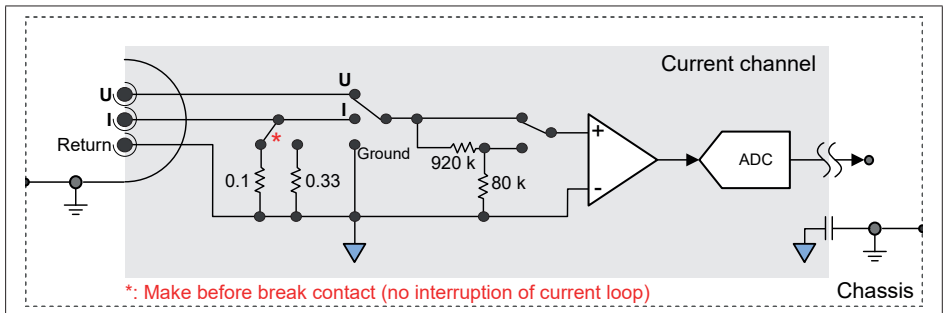 Current channel
U
U
I
I
Return
*
Ground
920 k
0.1
0.33
80 k
+
-
ADC
*: Make before break contact (no interruption of current loop)
Chassis